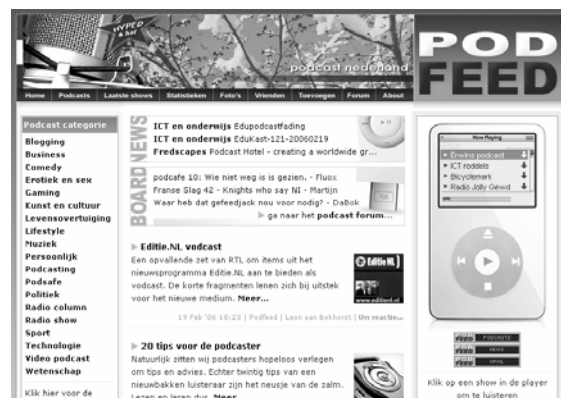 HYPED
& hot
podcast nederland
POD
FEED
Home Podcasts Laatste shows Statistieken Foto's Vrienden Toevoegen Forum About
Podcast categorie
Blogging
Business
Comedy
Erotiek en sex
Gaming
Kunst en cultuur
Levensovertuiging
Lifestyle
Muziek
Persoonlijk
Podcasting
Podsafe
Politiek
Radio column
Radio show
Sport
Technologie
Video podcast
Wetenschap
Klik hier voor de
BOARD NEWS
ICT en onderwijs Edupodcastfading
ICT en onderwijs EduKast-121-20060219
Fredscapes Podcast Hotel - creating a worldwide gr...
podcafe 10: Wie niet weg is is gezien. - Fluox
Franse Slag 42 - Knights who say NI - Martijn
Waar heb dat gefeedjack nou voor nodig? - DaBok
ga naar het podcast forum...
Editie.NL vodcast
Een opvallende zet van RTL om items uit het
nieuwsprogramma Editie.NL aan te bieden als
vodcast. De korte fragmenten lenen zich bij uitstek
voor het nieuwe medium. Meer...
Editie NL
www.editienl.nl
19 Feb '06 10:23 | Podfeed | Leon van Bokhorst | Uw reactie...
20 tips voor de podcaster
Natuurlijk zitten wij podcasters hopeloos verlegen
om tips en advies. Echter twintig tips van een
nieuwbakken luisteraar zijn het neusje van de zalm.
Lezen en leren dus. Meer...
Now Playing
Erwins podcast
ICT roddels
Bicyclemark
Radio Jolly Gewd
PODCASTS
NEWS
OPML
Klik op een show in de player
om te luisteren